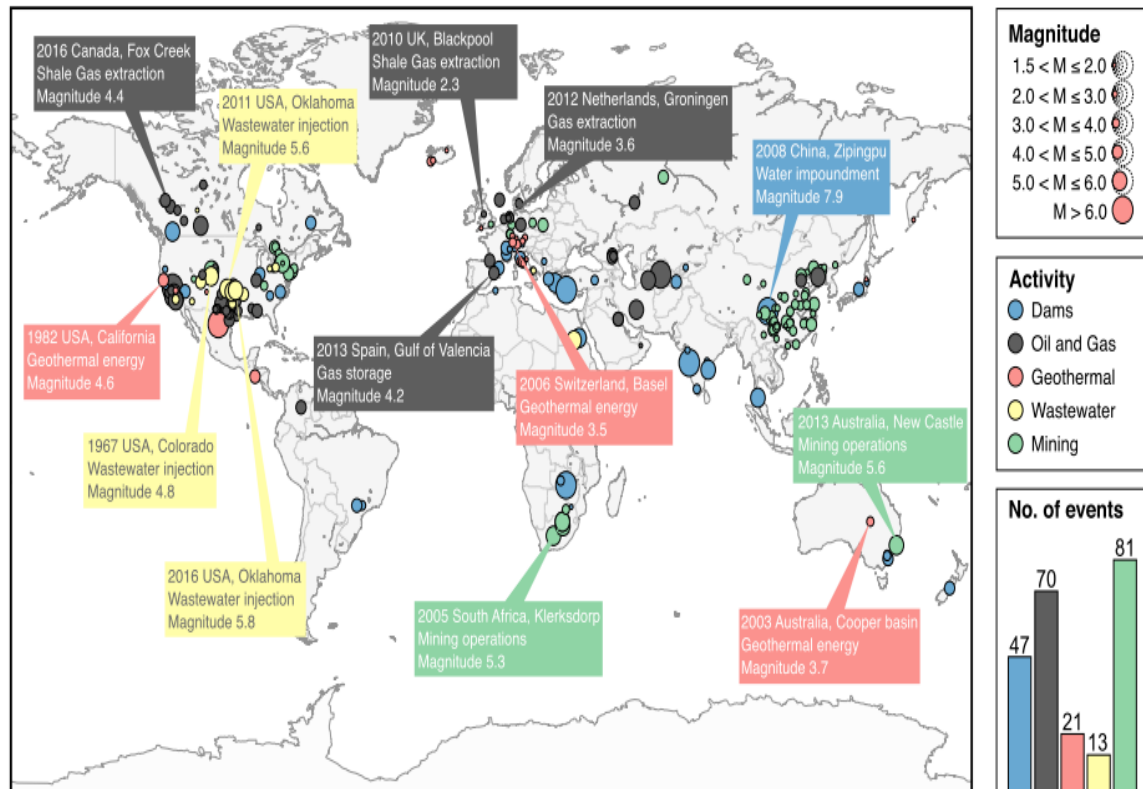 2016 Canada, Fox Creek
Shale Gas extraction
Magnitude 4.4
2010 UK, Blackpool
Shale Gas extraction
Magnitude 2.3
2011 USA, Oklahoma
Wastewater injection
Magnitude 5.6
2012 Netherlands, Groningen
Gas extraction
Magnitude 3.6
2008 China, Zipingpu
Water impoundment
Magnitude 7.9
1982 USA, California
Geothermal energy
Magnitude 4.6
2013 Spain, Gulf of Valencia
Gas storage
Magnitude 4.2
2006 Switzerland, Basel
Geothermal energy
Magnitude 3.5
1967 USA, Colorado
Wastewater injection
Magnitude 4.8
2013 Australia, New Castle
Mining operations
Magnitude 5.6
2016 USA, Oklahoma
Wastewater injection
Magnitude 5.8
2005 South Africa, Klerksdorp
Mining operations
Magnitude 5.3
2003 Australia, Cooper basin
Geothermal energy
Magnitude 3.7
Magnitude
1.5 < M ≤ 2.0
2.0 < M ≤ 3.0
3.0 < M ≤ 4.0
4.0 < M ≤ 5.0
5.0 < M ≤ 6.0
M > 6.0
Activity
Dams
Oil and Gas
Geothermal
Wastewater
Mining
No. of events
47
70
21
13
81